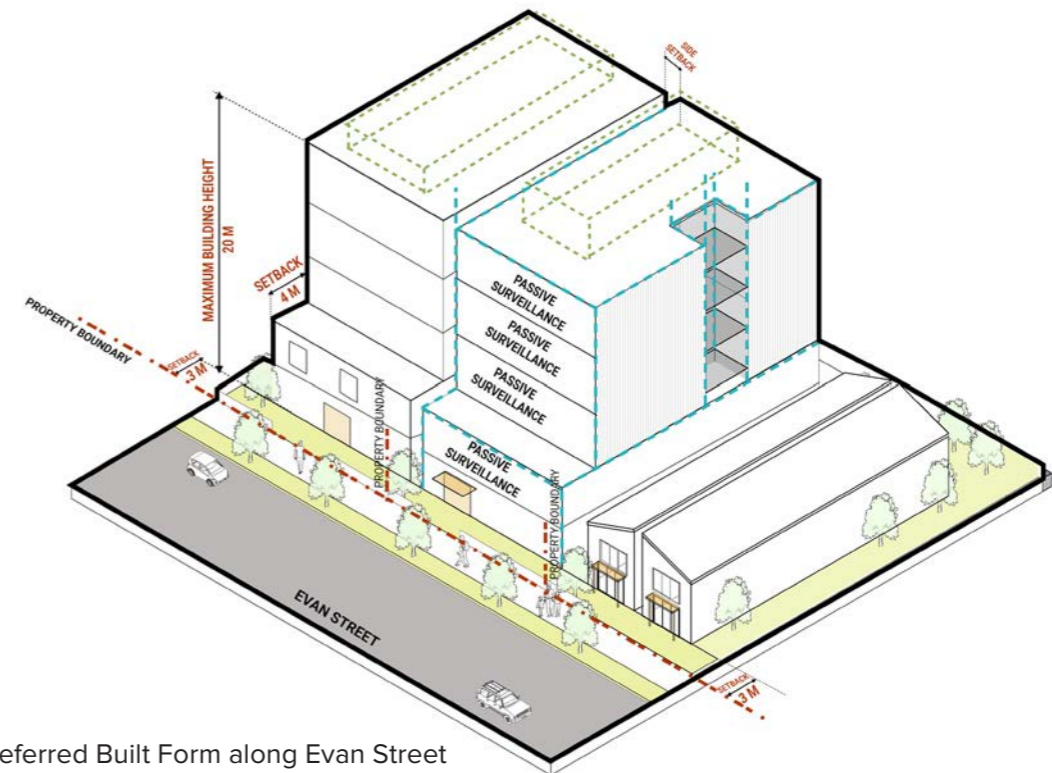 SIDE
SETBACK
MAXIMUM BUILDING HEIGHT
20 M
SETBACK
4 M
PROPERTY BOUNDARY
SETBACK
3 M
PASSIVE
SURVEILLANCE
PASSIVE
SURVEILLANCE
PASSIVE
SURVEILLANCE
PASSIVE
SURVEILLANCE
PROPERTY BOUNDARY
PROPERTY BOUNDARY
EVAN STREET
SETBACK
3 M
eferred Built Form along Evan Street